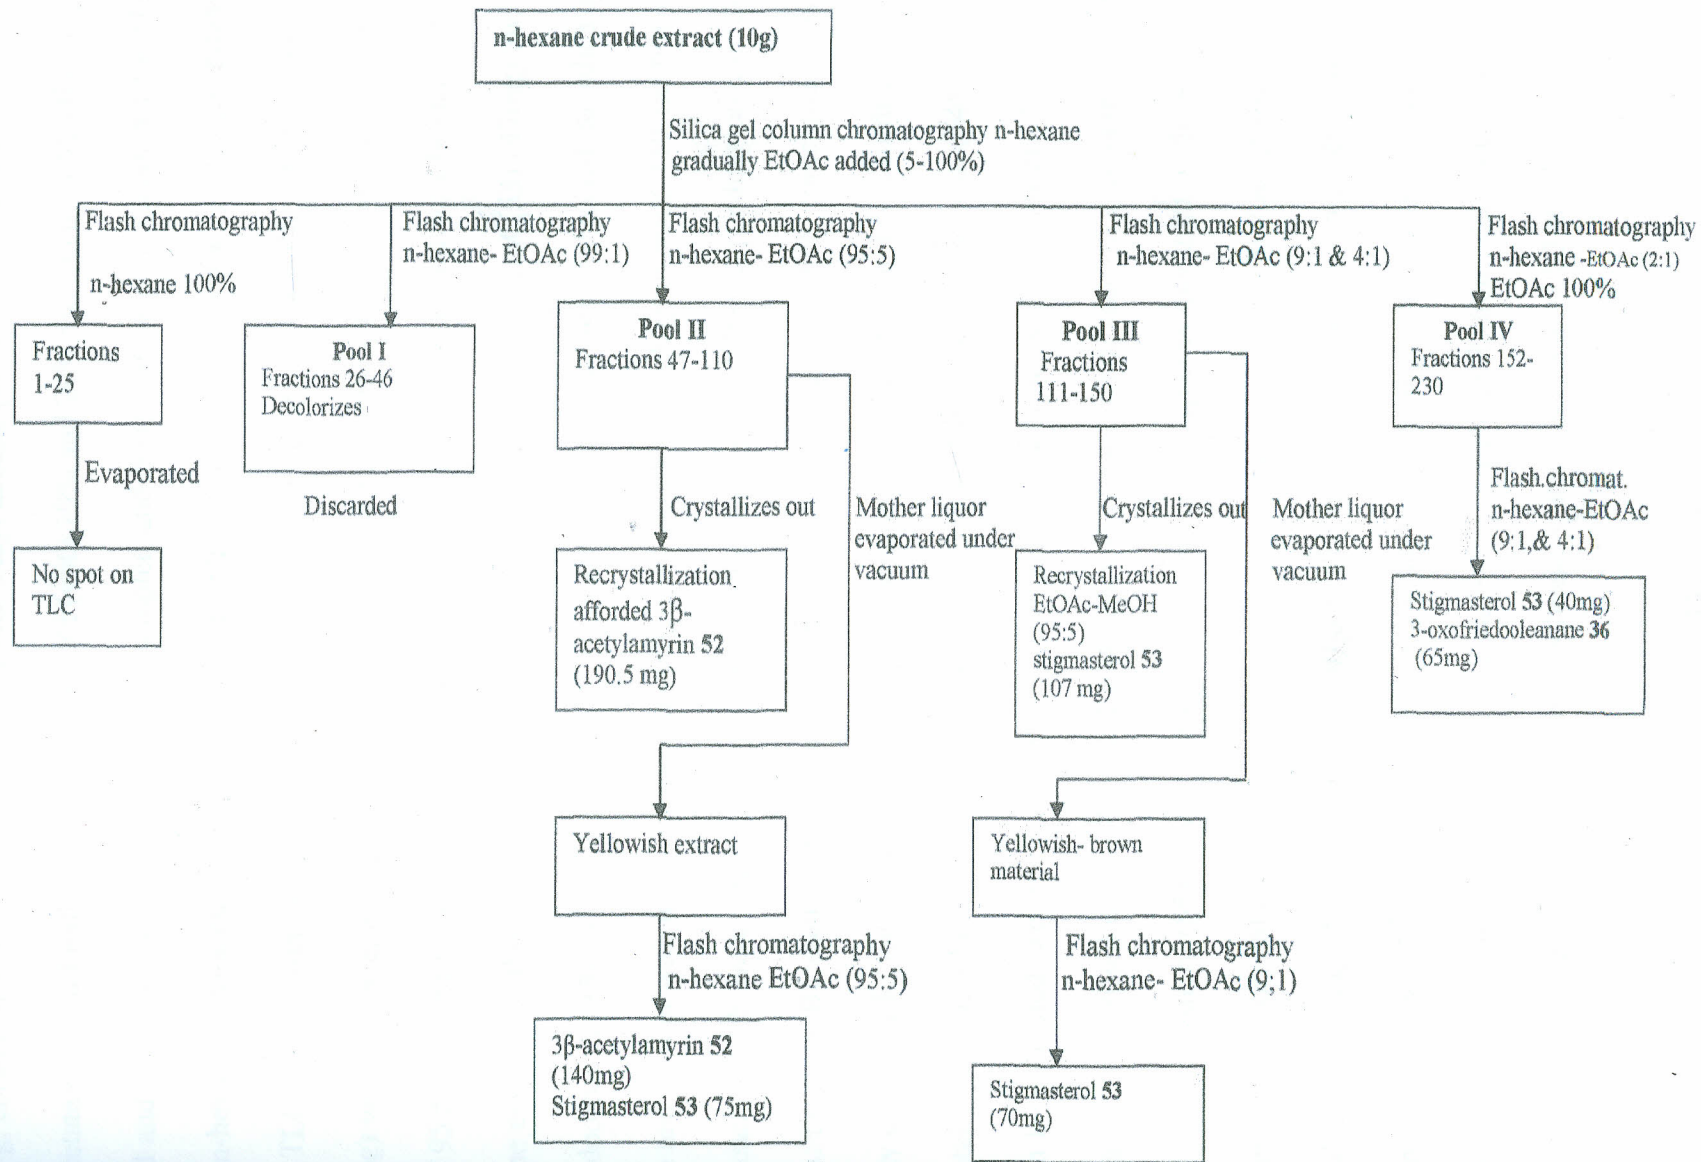 n-hexane crude extract (10g)
Silica gel column chromatography n-hexane
gradually EtOAc added (5-100%)
Flash chromatography
n-hexane 100%
Flash chromatography
n-hexane- EtOAc (99:1)
Flash chromatography
n-hexane- EtOAc (95:5)
Flash chromatography
n-hexane- EtOAc (9:1 & 4:1)
Flash chromatography
n-hexane -EtOAc (2:1)
EtOAc 100%
Fractions
1-25
Pool I
Fractions 26-46
Decolorizes
Pool II
Fractions 47-110
Pool III
Fractions
111-150
Pool IV
Fractions 152-
230
Evaporated
Discarded
Crystallizes out
Mother liquor
evaporated under
vacuum
Crystallizes out
Mother liquor
evaporated under
vacuum
Flash.chromat.
n-hexane-EtOAc
(9:1,& 4:1)
No spot on
TLC
Recrystallization
afforded 3β-
acetylamyrin 52
(190.5 mg)
Recrystallization
EtOAc-MeOH
(95:5)
stigmasterol 53
(107 mg)
Stigmasterol 53 (40mg)
3-oxofriedooleanane 36
(65mg)
Yellowish extract
Yellowish- brown
material
Flash chromatography
n-hexane EtOAc (95:5)
Flash chromatography
n-hexane- EtOAc (9;1)
3β-acetylamyrin 52
(140mg)
Stigmasterol 53 (75mg)
Stigmasterol 53
(70mg)